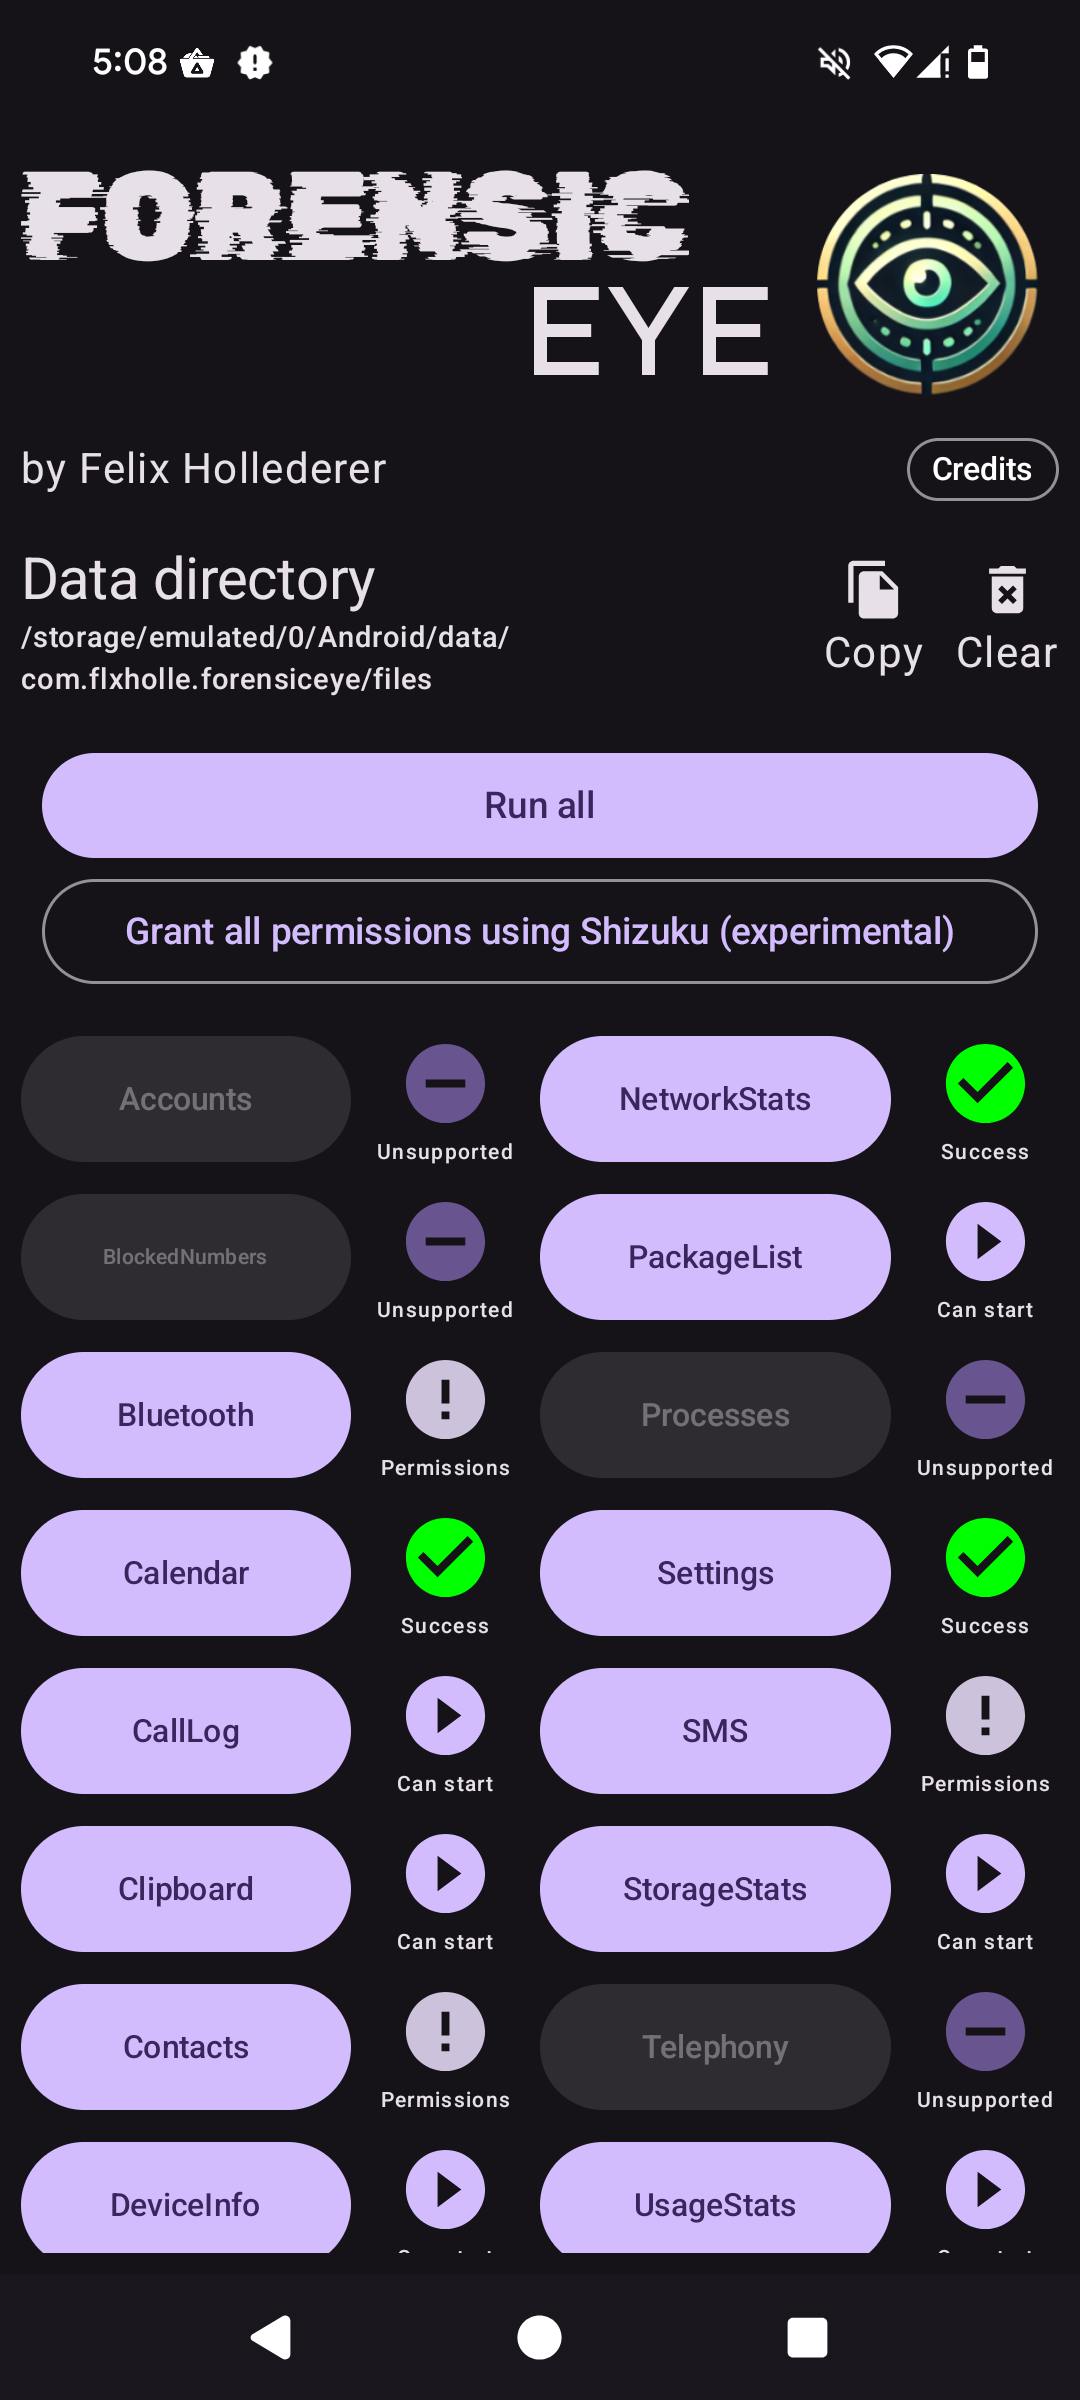 5:08
FORENSIC
EYE
by Felix Hollederer
Credits
Data directory
/storage/emulated/0/Android/data/
com.flxholle.forensiceye/files
Copy
Clear
Run all
Grant all permissions using Shizuku (experimental)
Accounts
Unsupported
NetworkStats
Success
BlockedNumbers
Unsupported
PackageList
Can start
Bluetooth
Permissions
Processes
Unsupported
Calendar
Success
Settings
Success
CallLog
Can start
SMS
Permissions
Clipboard
Can start
StorageStats
Can start
Contacts
Permissions
Telephony
Unsupported
DeviceInfo
UsageStats